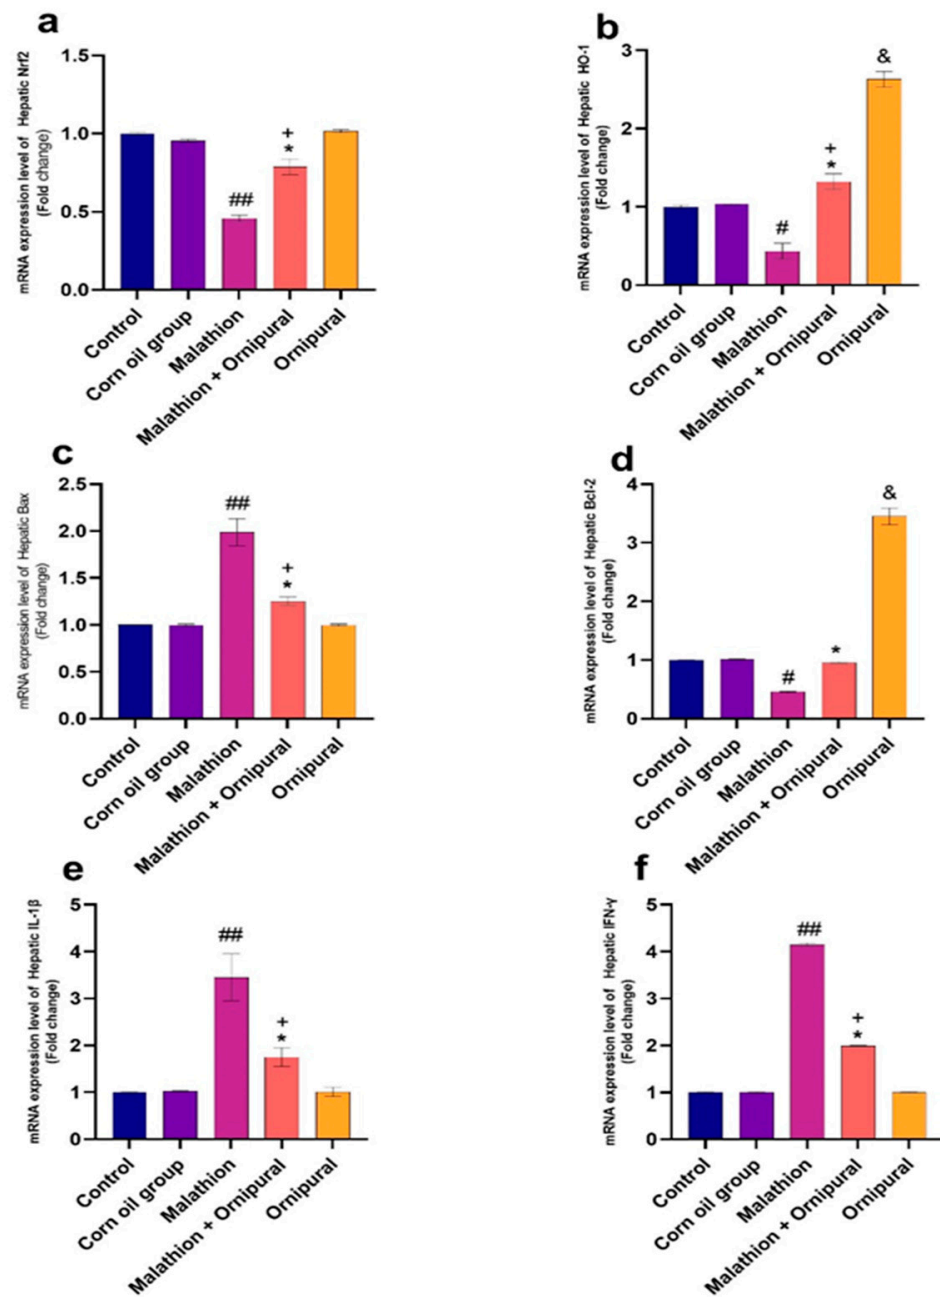 a
mRNA expression level of Hepatic Nrf2
(Fold change)
1.5
1.0
0.5
0.0
##
+
*
Control
Corn oil group
Malathion
Malathion + Ornipural
Ornipural
b
mRNA expression level of Hepatic HO-1
(Fold change)
3
2
1
0
#
+
*
&
Control
Corn oil group
Malathion
Malathion + Ornipural
Ornipural
c
mRNA expression level of Hepatic Bax
(Fold change)
2.5
2.0
1.5
1.0
0.5
0.0
##
+
*
Control
Corn oil group
Malathion
Malathion + Ornipural
Ornipural
d
mRNA expression level of Hepatic Bcl-2
(Fold change)
4
3
2
1
0
#
*
&
Control
Corn oil group
Malathion
Malathion + Ornipural
Ornipural
e
mRNA expression level of Hepatic IL-1β
(Fold change)
5
4
3
2
1
0
##
+
*
Control
Corn oil group
Malathion
Malathion + Ornipural
Ornipural
f
mRNA expression level of Hepatic IFN-γ
(Fold change)
5
4
3
2
1
0
##
+
*
Control
Corn oil group
Malathion
Malathion + Ornipural
Ornipural